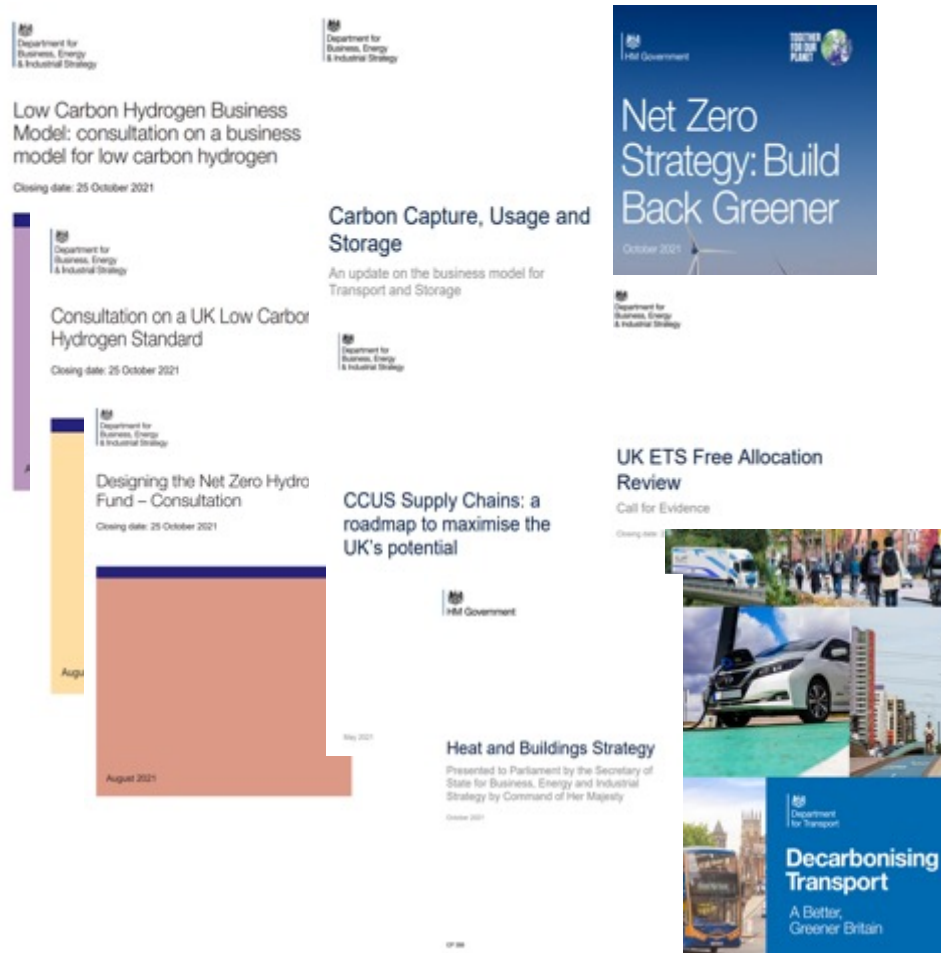 Department for
Business, Energy
& Industrial Strategy
Low Carbon Hydrogen Business
Model: consultation on a business
model for low carbon hydrogen
Closing date: 25 October 2021
Department for
Business, Energy
& Industrial Strategy
Consultation on a UK Low Carbon
Hydrogen Standard
Closing date: 25 October 2021
Augu
Department for
Business, Energy
& Industrial Strategy
Designing the Net Zero Hydro
Fund – Consultation
Closing date: 25 October 2021
August 2021
Department for
Business, Energy
& Industrial Strategy
Carbon Capture, Usage and
Storage
An update on the business model for
Transport and Storage
Department for
Business, Energy
& Industrial Strategy
CCUS Supply Chains: a
roadmap to maximise the
UK's potential
May 2021
HM Government
Heat and Buildings Strategy
Presented to Parliament by the Secretary of
State for Business, Energy and Industrial
Strategy by Command of Her Majesty
October 2021
HM Government
TOGETHER
FOR OUR
PLANET
Net Zero
Strategy: Build
Back Greener
October 2021
Department for
Business, Energy
& Industrial Strategy
UK ETS Free Allocation
Review
Call for Evidence
Closing date: 2
Department
for Transport
Decarbonising
Transport
A Better,
Greener Britain